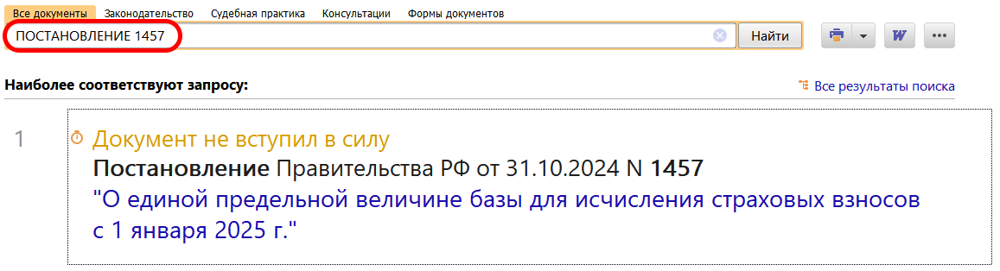 Все документы Законодательство Судебная практика Консультации Формы документов
ПОСТАНОВЛЕНИЕ 1457 Найти W
Наиболее соответствуют запросу: Все результаты поиска
1 Документ не вступил в силу
Постановление Правительства РФ от 31.10.2024 N 1457
"О единой предельной величине базы для исчисления страховых взносов
с 1 января 2025 г."